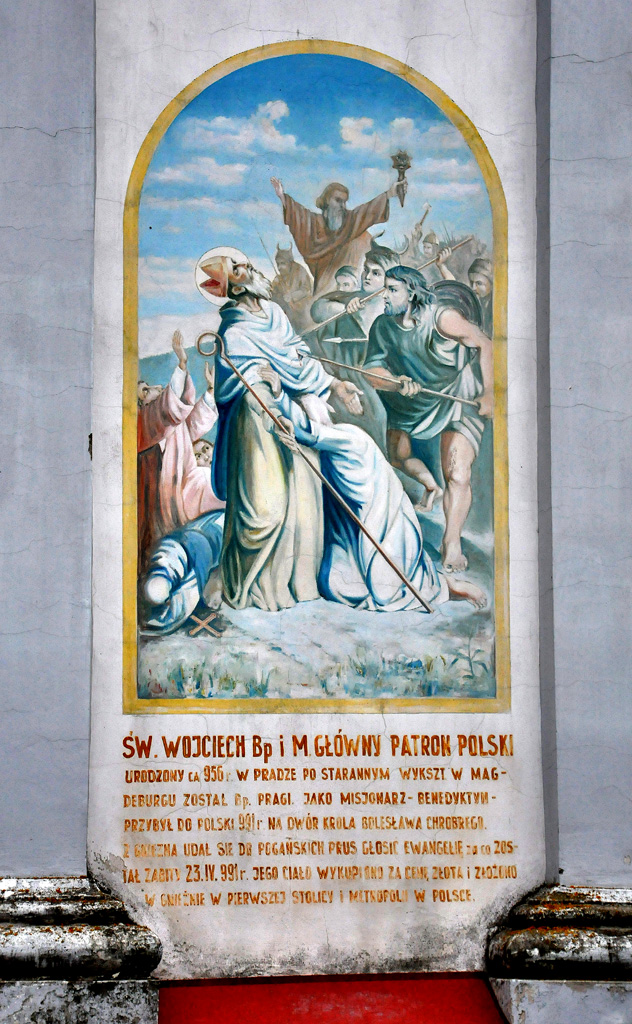 ŚW. WOJCIECH Bp i M. GŁÓWNY PATRON POLSKI
URODZONY CA 956 r. W PRADZE PO STARANNYM WYKSZT W MAG-
DEBURGU ZOSTAŁ Bp. PRAGI. JAKO MISJONARZ-BENEDYKTYN-
PRZYBYŁ DO POLSKI 991 r. NA DWÓR KRÓLA BOLESŁAWA CHROBREGO.
Z GNIEZNA UDAŁ SIĘ DO POGAŃSKICH PRUS GŁOSIĆ EWANGELIĘ za co ZOS-
TAŁ ZABITY 23.IV.991 r. JEGO CIAŁO WYKUPIONO ZA CENĘ ZŁOTA I ZŁOŻONO
W GNIEŹNIE W PIERWSZEJ STOLICY I METROPOLII W POLSCE.